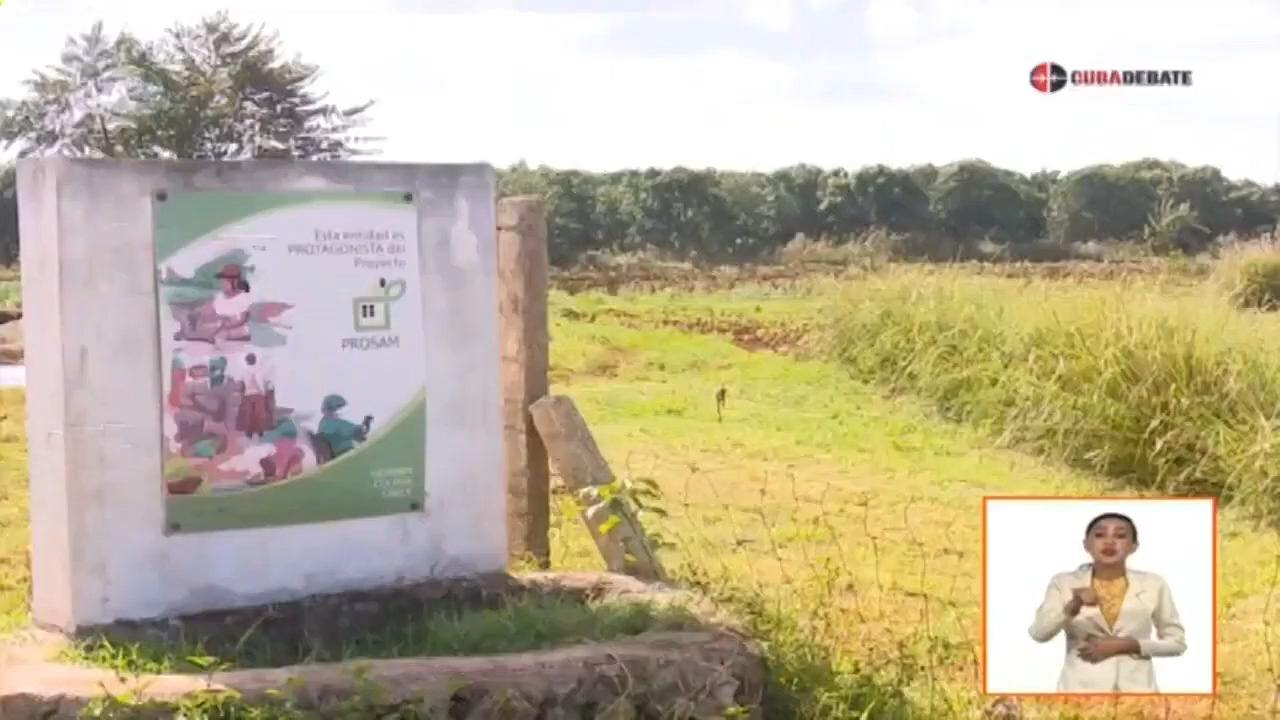 CUBADEBATE
Esta entidad es
PROTAGONISTA del
Proyecto
PROSAM